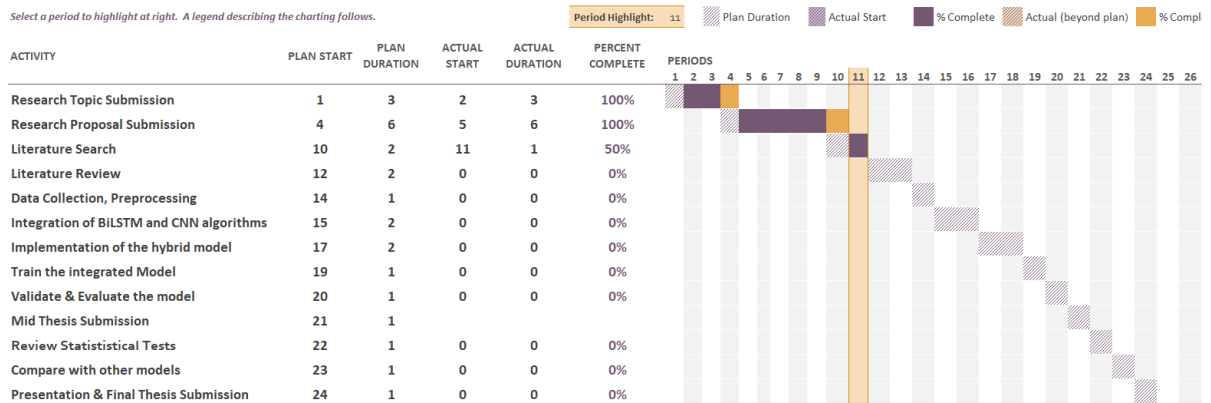 Select a period to highlight at right. A legend describing the charting follows. Period Highlight: 11 Plan Duration Actual Start % Complete Actual (beyond plan) % Compl
ACTIVITY PLAN START PLAN DURATION ACTUAL START ACTUAL DURATION PERCENT COMPLETE PERIODS
1 2 3 4 5 6 7 8 9 10 11 12 13 14 15 16 17 18 19 20 21 22 23 24 25 26
Research Topic Submission 1 3 2 3 100%
Research Proposal Submission 4 6 5 6 100%
Literature Search 10 2 11 1 50%
Literature Review 12 2 0 0 0%
Data Collection, Preprocessing 14 1 0 0 0%
Integration of BiLSTM and CNN algorithms 15 2 0 0 0%
Implementation of the hybrid model 17 2 0 0 0%
Train the integrated Model 19 1 0 0 0%
Validate & Evaluate the model 20 1 0 0 0%
Mid Thesis Submission 21 1
Review Statististical Tests 22 1 0 0 0%
Compare with other models 23 1 0 0 0%
Presentation & Final Thesis Submission 24 1 0 0 0%